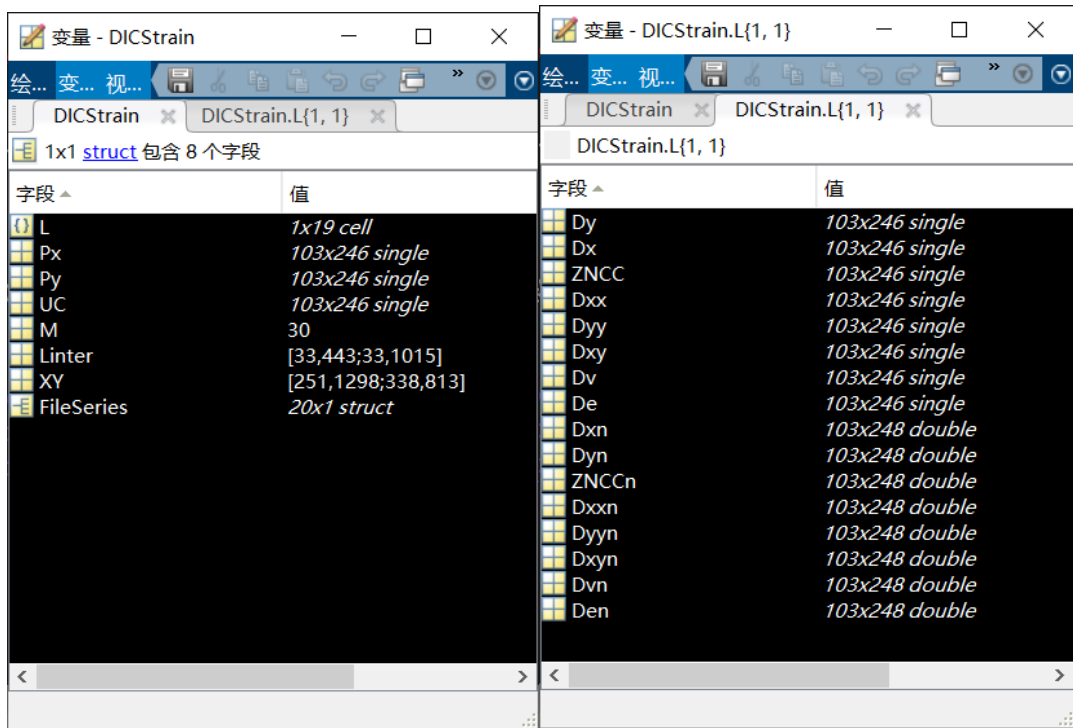 变量 - DICStrain
绘... 变... 视... »
DICStrain DICStrain.L{1, 1}
1x1 struct 包含 8 个字段
字段 值
L 1x19 cell
Px 103x246 single
Py 103x246 single
UC 103x246 single
M 30
Linter [33,443;33,1015]
XY [251,1298;338,813]
FileSeries 20x1 struct
变量 - DICStrain.L{1, 1}
绘... 变... 视... »
DICStrain DICStrain.L{1, 1}
DICStrain.L{1, 1}
字段 值
Dy 103x246 single
Dx 103x246 single
ZNCC 103x246 single
Dxx 103x246 single
Dyy 103x246 single
Dxy 103x246 single
Dv 103x246 single
De 103x246 single
Dxn 103x248 double
Dyn 103x248 double
ZNCCn 103x248 double
Dxxn 103x248 double
Dyyn 103x248 double
Dxyn 103x248 double
Dvn 103x248 double
Den 103x248 double